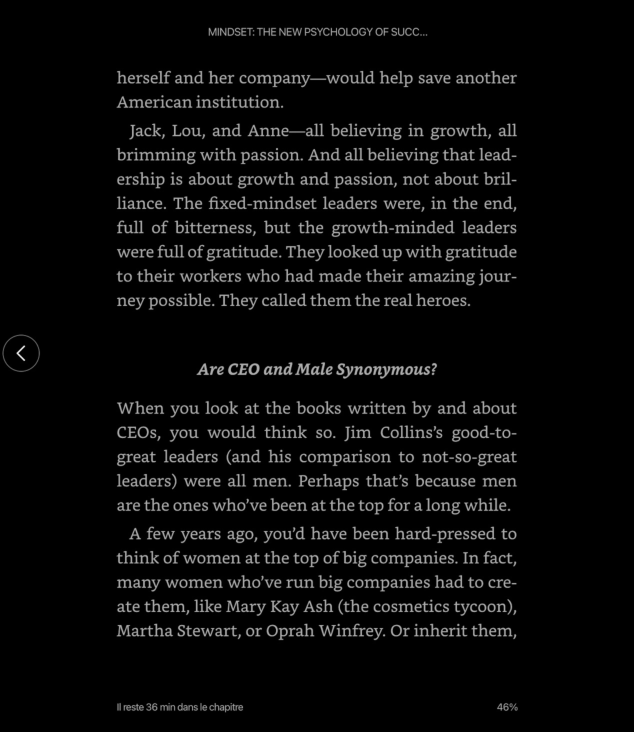 MINDSET: THE NEW PSYCHOLOGY OF SUCC...
herself and her company—would help save another
American institution.
Jack, Lou, and Anne—all believing in growth, all
brimming with passion. And all believing that lead-
ership is about growth and passion, not about bril-
liance. The fixed-mindset leaders were, in the end,
full of bitterness, but the growth-minded leaders
were full of gratitude. They looked up with gratitude
to their workers who had made their amazing jour-
ney possible. They called them the real heroes.
Are CEO and Male Synonymous?
When you look at the books written by and about
CEOs, you would think so. Jim Collins’s good-to-
great leaders (and his comparison to not-so-great
leaders) were all men. Perhaps that’s because men
are the ones who’ve been at the top for a long while.
A few years ago, you’d have been hard-pressed to
think of women at the top of big companies. In fact,
many women who’ve run big companies had to cre-
ate them, like Mary Kay Ash (the cosmetics tycoon),
Martha Stewart, or Oprah Winfrey. Or inherit them,
Il reste 36 min dans le chapitre
46%